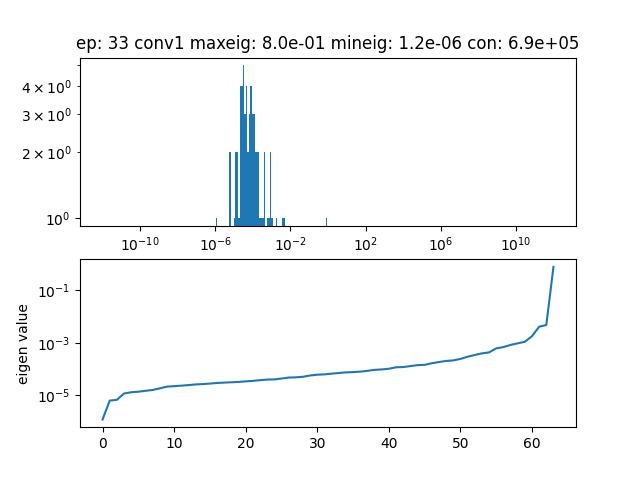 ep: 33 conv1 maxeig: 8.0e-01 mineig: 1.2e-06 con: 6.9e+05
4 × 10⁰
3 × 10⁰
2 × 10⁰
10⁰
10⁻¹⁰ 10⁻⁶ 10⁻² 10² 10⁶ 10¹⁰
eigen value
10⁻¹
10⁻³
10⁻⁵
0 10 20 30 40 50 60